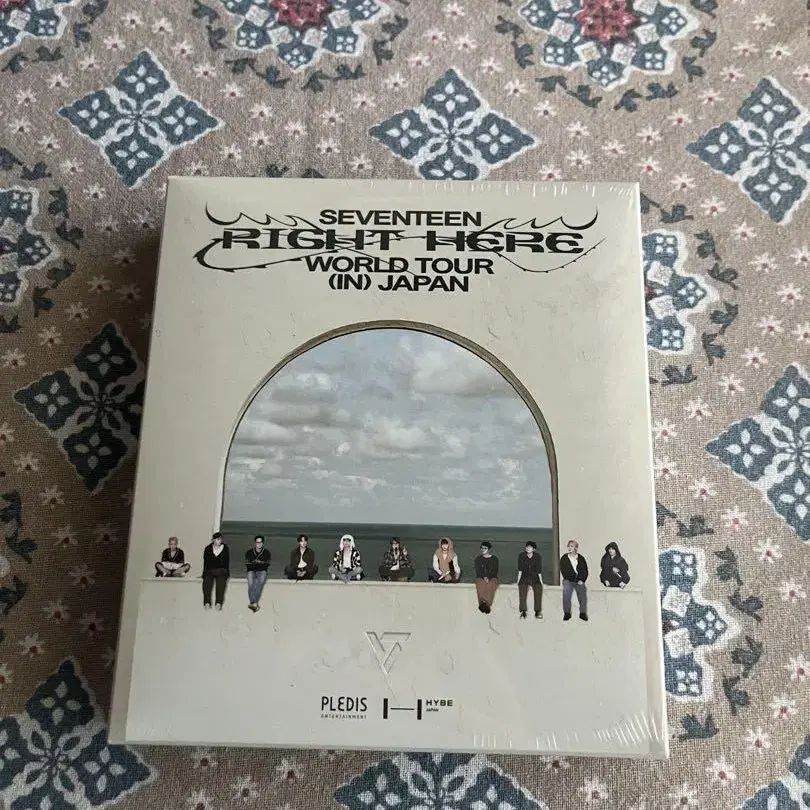 SEVENTEEN
RIGHT HERE
WORLD TOUR
(IN) JAPAN
PLEDIS
ENTERTAINMENT
HYBE
JAPAN